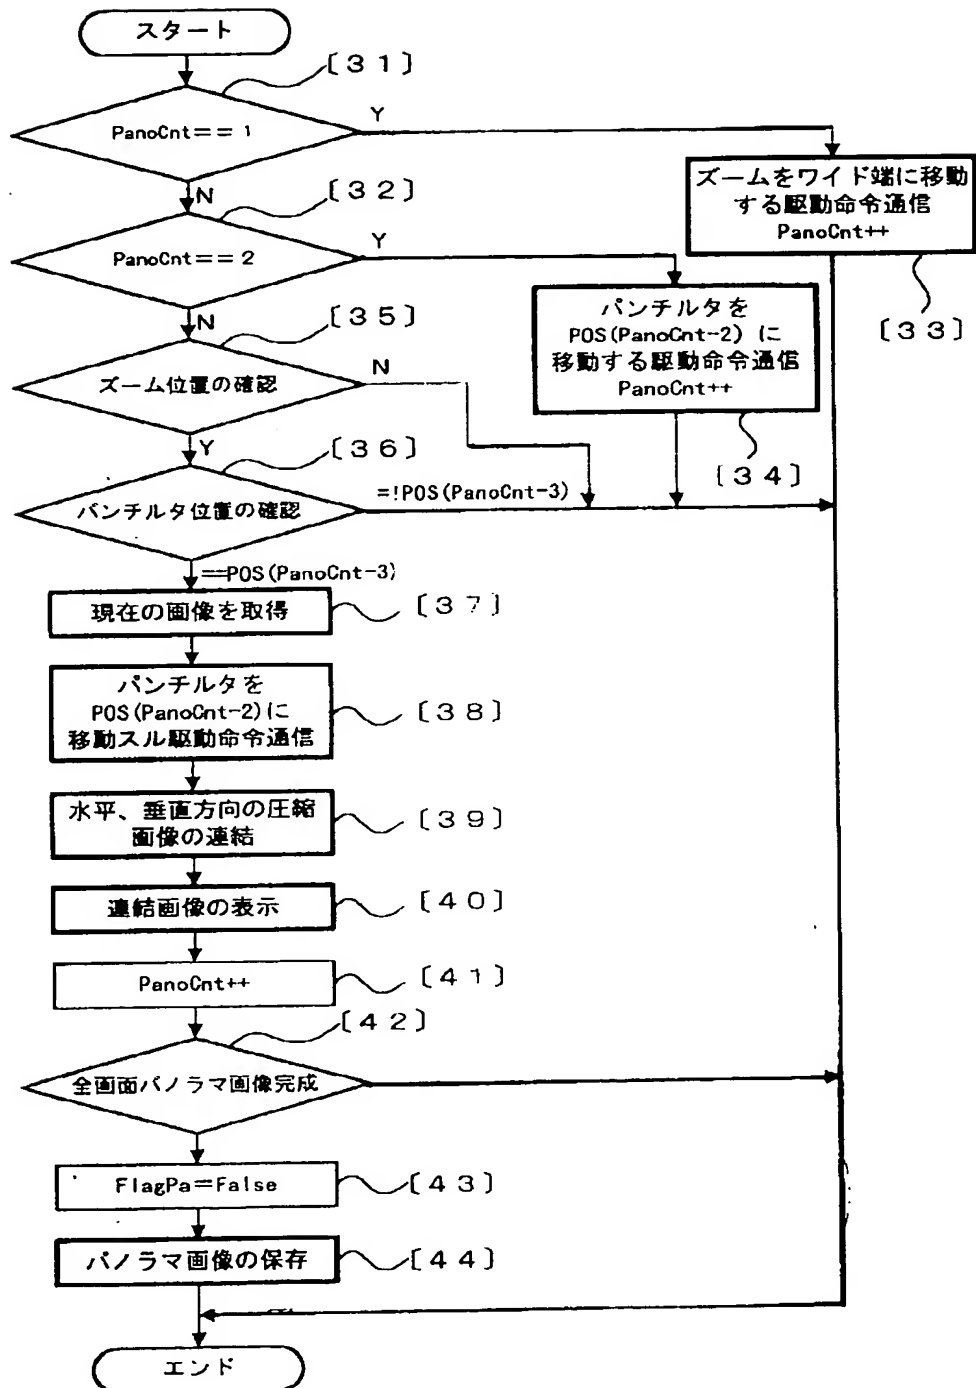 スタート
〔31〕
PanoCnt==1
Y
ズームをワイド端に移動
する駆動命令通信
PanoCnt++
〔33〕
N
〔32〕
PanoCnt==2
Y
パンチルタを
POS(PanoCnt-2) に
移動する駆動命令通信
PanoCnt++
〔34〕
N
〔35〕
ズーム位置の確認
N
Y
〔36〕
パンチルタ位置の確認
=!POS(PanoCnt-3)
==POS(PanoCnt-3)
現在の画像を取得
〔37〕
パンチルタを
POS(PanoCnt-2)に
移動スル駆動命令通信
〔38〕
水平、垂直方向の圧縮
画像の連結
〔39〕
連結画像の表示
〔40〕
PanoCnt++
〔41〕
〔42〕
全画面パノラマ画像完成
FlagPa=False
〔43〕
パノラマ画像の保存
〔44〕
エンド